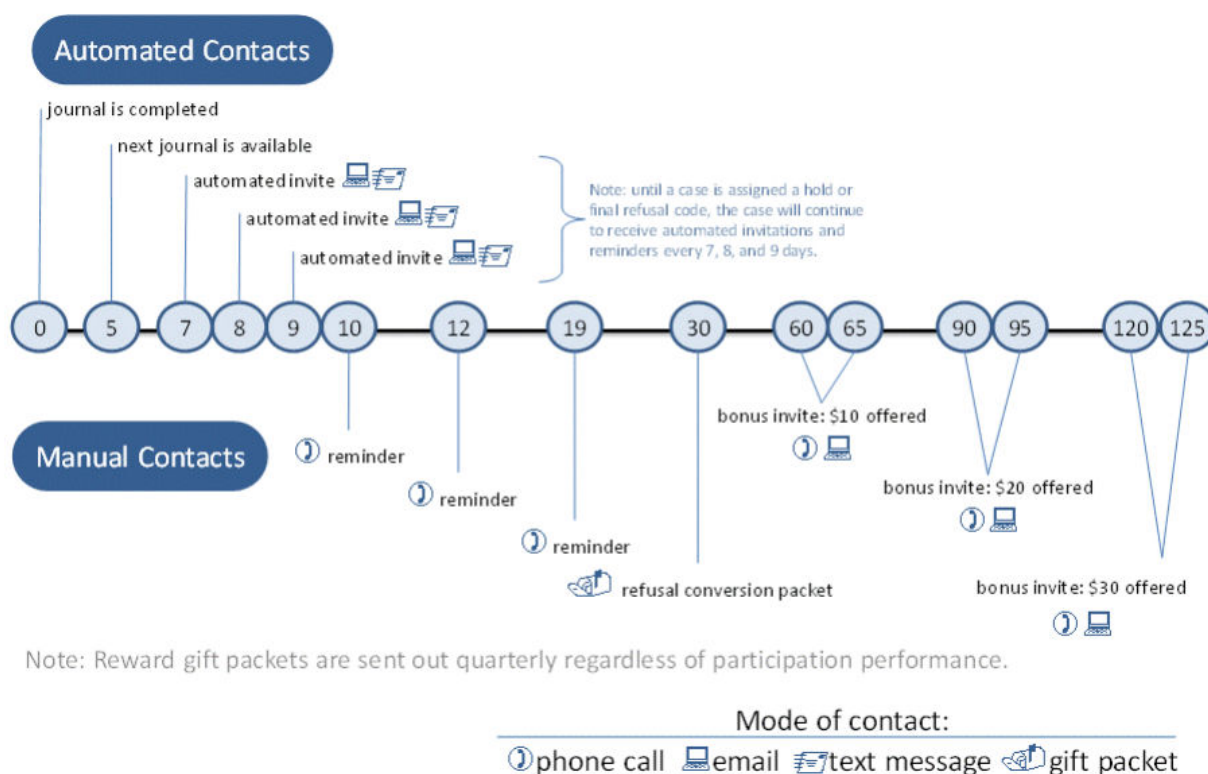 Automated Contacts
journal is completed
next journal is available
automated invite
automated invite
automated invite
Note: until a case is assigned a hold or
final refusal code, the case will continue
to receive automated invitations and
reminders every 7, 8, and 9 days.
0 5 7 8 9 10 12 19 30 60 65 90 95 120 125
Manual Contacts
reminder
reminder
reminder
refusal conversion packet
bonus invite: $10 offered
bonus invite: $20 offered
bonus invite: $30 offered
Note: Reward gift packets are sent out quarterly regardless of participation performance.
Mode of contact:
phone call email text message gift packet